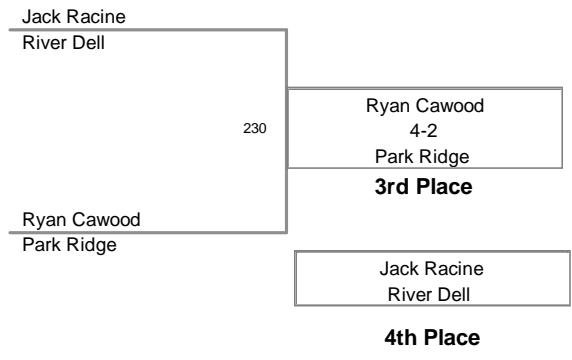 Jack Racine
River Dell
230
Ryan Cawood
4-2
Park Ridge
3rd Place
Ryan Cawood
Park Ridge
Jack Racine
River Dell
4th Place